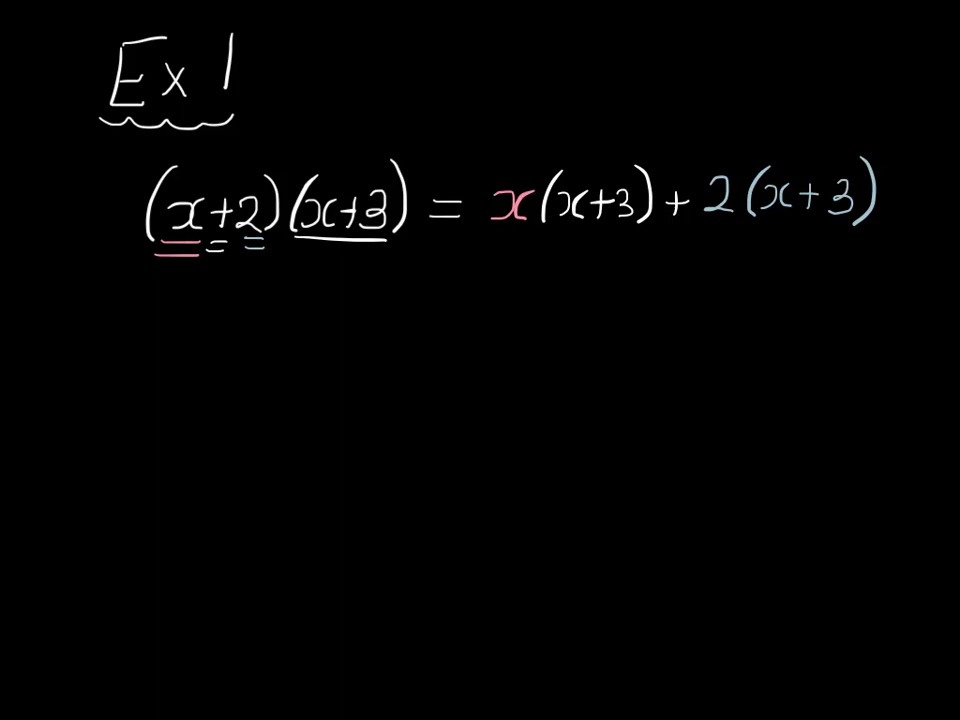 Ex 1
(x+2)(x+3) = x(x+3) + 2(x+3)